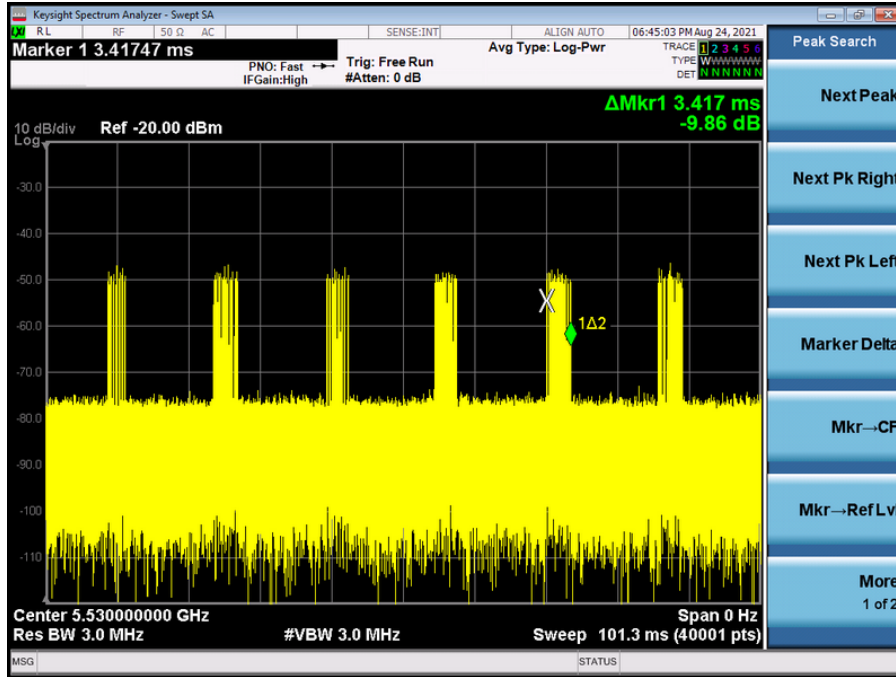 Keysight Spectrum Analyzer - Swept SA
LXI RL RF 50 Ω AC SENSE:INT ALIGN AUTO 06:45:03 PM Aug 24, 2021
Marker 1 3.41747 ms
PNO: Fast
IFGain:High
Trig: Free Run
#Atten: 0 dB
Avg Type: Log-Pwr
TRACE 1 2 3 4 5 6
TYPE WWWWWW
DET N N N N N N
ΔMkr1 3.417 ms
-9.86 dB
10 dB/div Ref -20.00 dBm
Log
-30.0
-40.0
-50.0
-60.0
-70.0
-80.0
-90.0
-100
-110
X
1Δ2
Center 5.530000000 GHz Span 0 Hz
Res BW 3.0 MHz #VBW 3.0 MHz Sweep 101.3 ms (40001 pts)
MSG STATUS
Peak Search
Next Peak
Next Pk Right
Next Pk Left
Marker Delta
Mkr→CF
Mkr→Ref Lvl
More
1 of 2